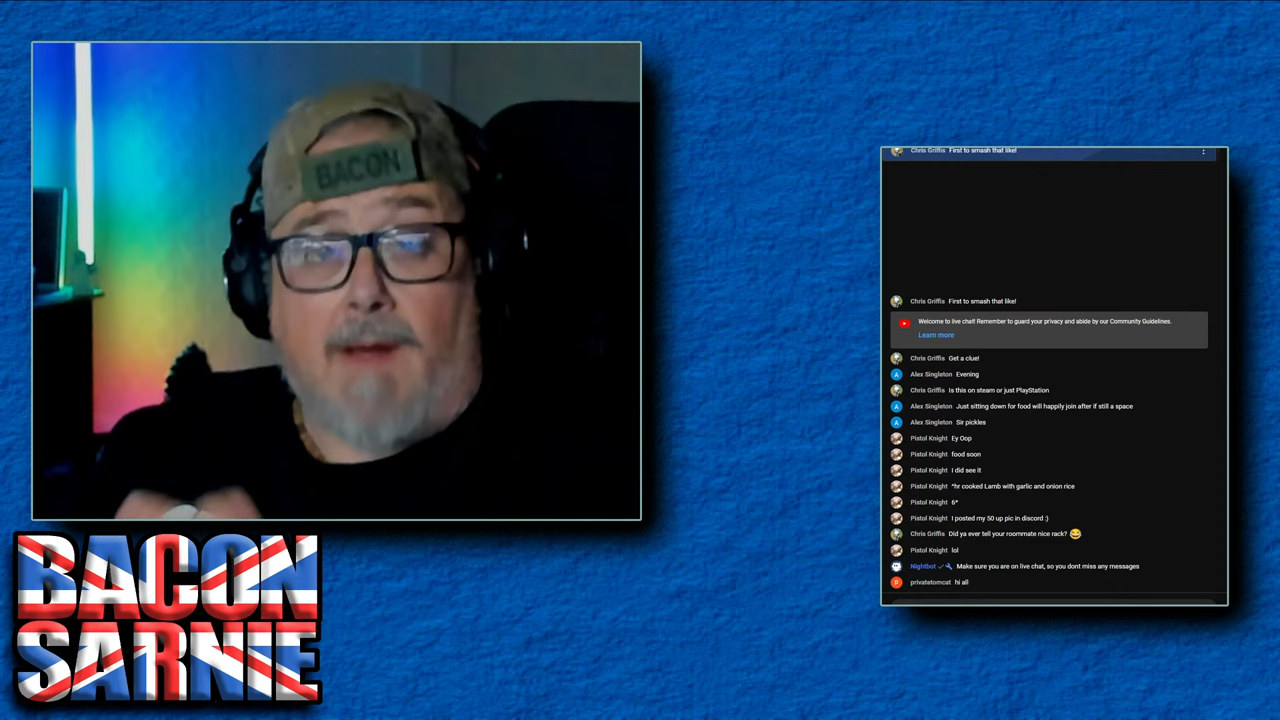 BACON
BACON
SARNIE
Chris Griffis First to smash that like!
Chris Griffis First to smash that like!
Welcome to live chat! Remember to guard your privacy and abide by our Community Guidelines.
Learn more
Chris Griffis Get a clue!
A Alex Singleton Evening
Chris Griffis Is this on steam or just PlayStation
A Alex Singleton Just sitting down for food will happily join after if still a space
A Alex Singleton Sir pickles
Pistol Knight Ey Oop
Pistol Knight food soon
Pistol Knight I did see it
Pistol Knight *hr cooked Lamb with garlic and onion rice
Pistol Knight 6*
Pistol Knight I posted my 50 up pic in discord :)
Chris Griffis Did ya ever tell your roommate nice rack? 😂
Pistol Knight lol
Nightbot Make sure you are on live chat, so you dont miss any messages
P privatetomcat hi all